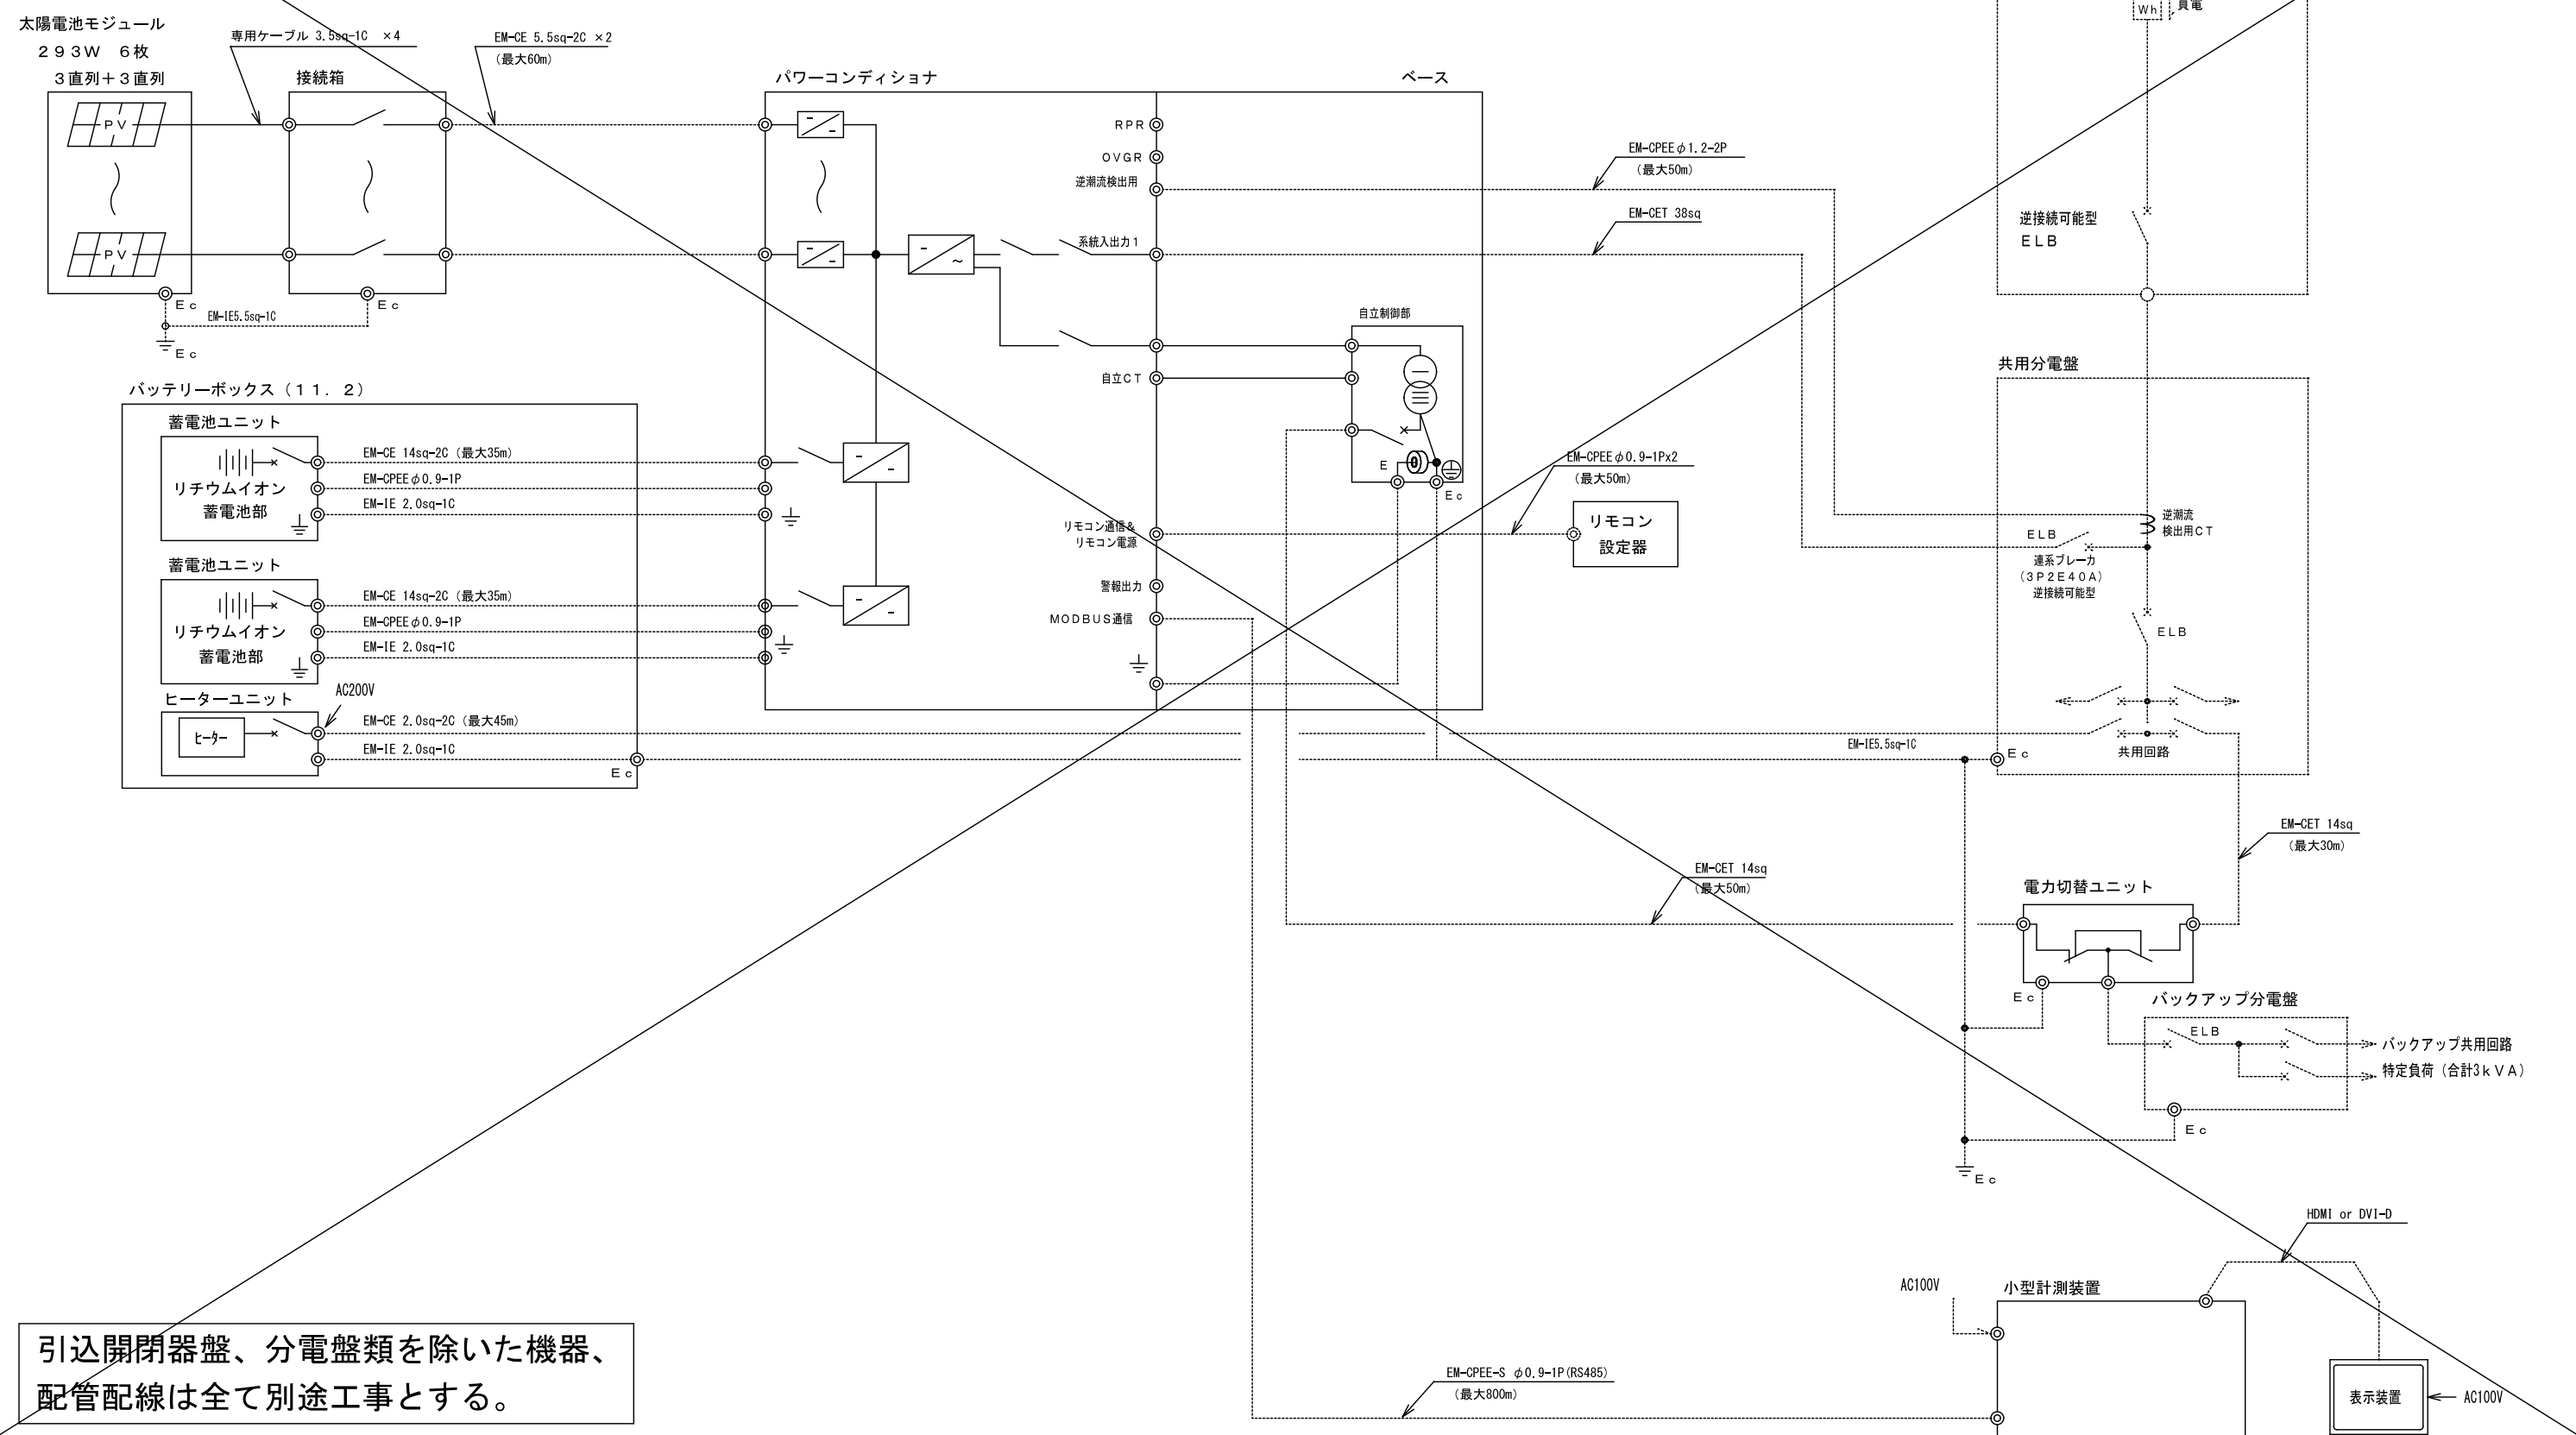 太陽電池モジュール
２９３Ｗ　６枚
３直列＋３直列
専用ケーブル 3.5sq-1C ×4
接続箱
EM-CE 5.5sq-2C ×2
（最大60m）
ＰＶ
ＰＶ
Ｅｃ
Ｅｃ
EM-IE5.5sq-1C
Ｅｃ
パワーコンディショナ
ベース
ＲＰＲ
ＯＶＧＲ
逆潮流検出用
系統入出力１
自立ＣＴ
リモコン通信＆
リモコン電源
警報出力
ＭＯＤＢＵＳ通信
自立制御部
Ｅ
Ｅｃ
EM-CPEEφ1.2-2P
（最大50m）
EM-CET 38sq
EM-CPEEφ0.9-1Px2
（最大50m）
リモコン
設定器
バッテリーボックス（１１．２）
蓄電池ユニット
リチウムイオン
蓄電池部
EM-CE 14sq-2C（最大35m）
EM-CPEEφ0.9-1P
EM-IE 2.0sq-1C
蓄電池ユニット
リチウムイオン
蓄電池部
EM-CE 14sq-2C（最大35m）
EM-CPEEφ0.9-1P
EM-IE 2.0sq-1C
ヒーターユニット
AC200V
ヒーター
EM-CE 2.0sq-2C（最大45m）
EM-IE 2.0sq-1C
Ｅｃ
Ｗｈ
買電
逆接続可能型
ＥＬＢ
共用分電盤
逆潮流
検出用ＣＴ
ＥＬＢ
連系ブレーカ
（３Ｐ２Ｅ４０Ａ）
逆接続可能型
ＥＬＢ
共用回路
EM-IE5.5sq-1C
Ｅｃ
EM-CET 14sq
（最大30m）
EM-CET 14sq
（最大50m）
電力切替ユニット
Ｅｃ
バックアップ分電盤
ＥＬＢ
バックアップ共用回路
特定負荷（合計3ｋＶＡ）
Ｅｃ
Ｅｃ
HDMI or DVI-D
AC100V
小型計測装置
EM-CPEE-S φ0.9-1P(RS485)
（最大800m）
表示装置
AC100V
引込開閉器盤、分電盤類を除いた機器、
配管配線は全て別途工事とする。